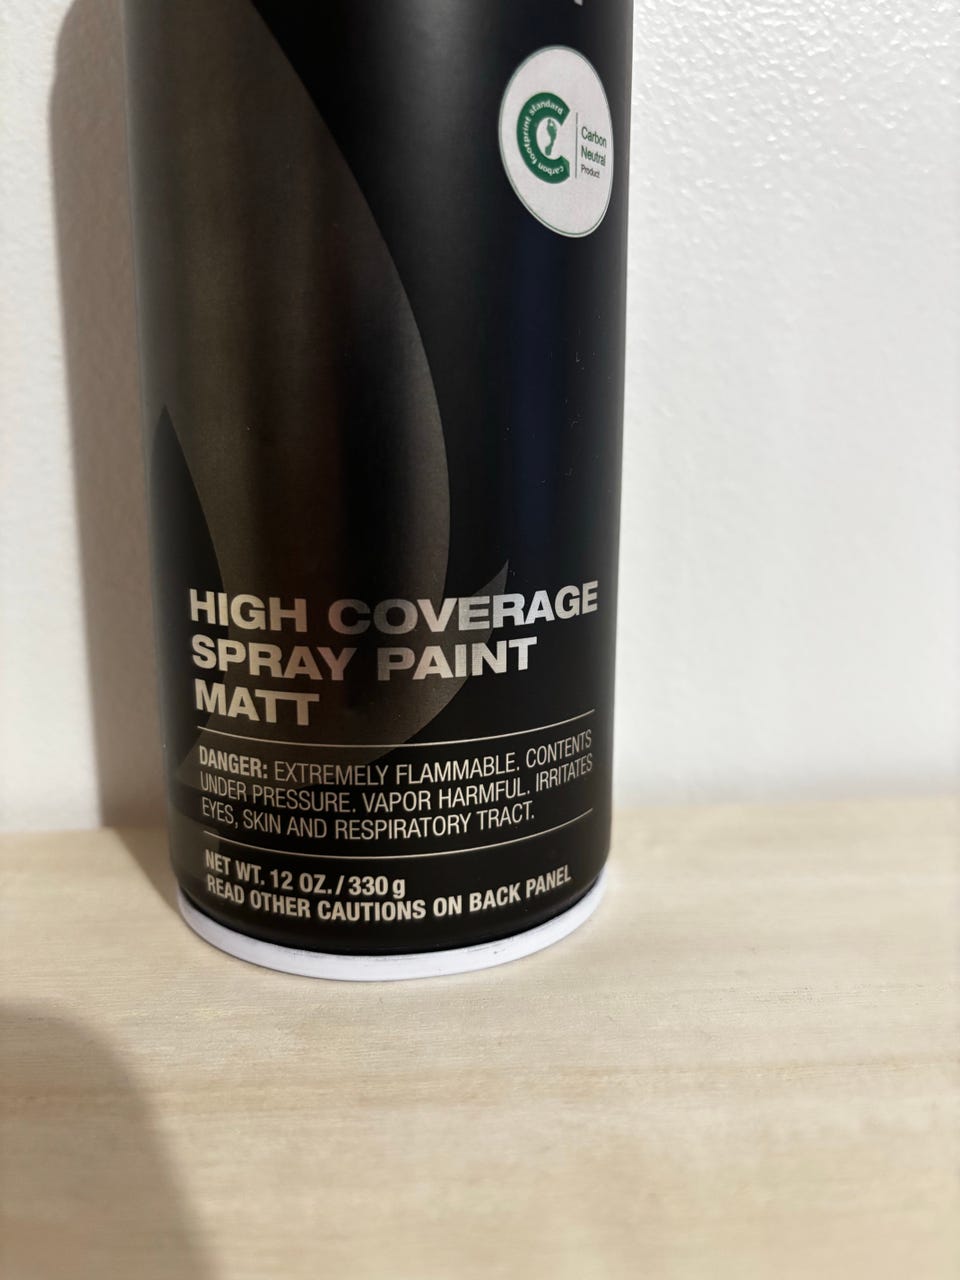 carbon footprint standard
Carbon
Neutral
Product
HIGH COVERAGE
SPRAY PAINT
MATT
DANGER: EXTREMELY FLAMMABLE. CONTENTS
UNDER PRESSURE. VAPOR HARMFUL. IRRITATES
EYES, SKIN AND RESPIRATORY TRACT.
NET WT. 12 OZ./330g
READ OTHER CAUTIONS ON BACK PANEL